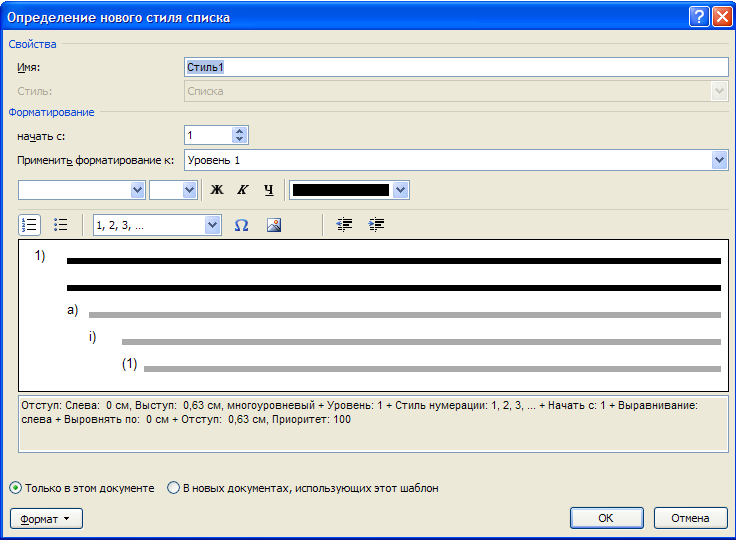 Определение нового стиля списка
Свойства
Имя: Стиль1
Стиль: Списка
Форматирование
начать с: 1
Применить форматирование к: Уровень 1
Ж К Ч
1, 2, 3, ... Ω
1)
a)
i)
(1)
Отступ: Слева: 0 см, Выступ: 0,63 см, многоуровневый + Уровень: 1 + Стиль нумерации: 1, 2, 3, ... + Начать с: 1 + Выравнивание:
слева + Выровнять по: 0 см + Отступ: 0,63 см, Приоритет: 100
Только в этом документе В новых документах, использующих этот шаблон
Формат ОК Отмена